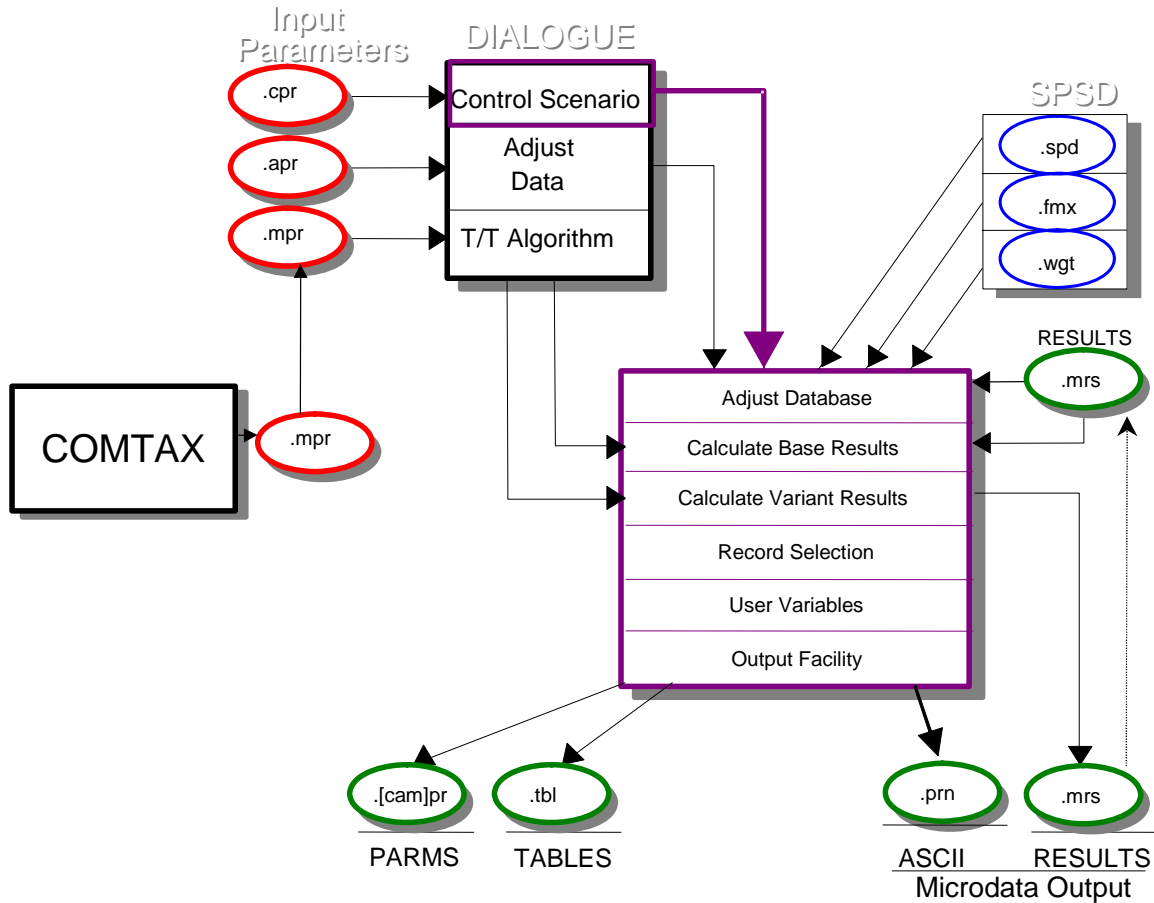 Input
Parameters
DIALOGUE
SPSD
.cpr
.apr
.mpr
Control Scenario
Adjust
Data
T/T Algorithm
.spd
.fmx
.wgt
RESULTS
.mrs
COMTAX
.mpr
Adjust Database
Calculate Base Results
Calculate Variant Results
Record Selection
User Variables
Output Facility
.[cam]pr
.tbl
.prn
.mrs
PARMS
TABLES
ASCII
RESULTS
Microdata Output